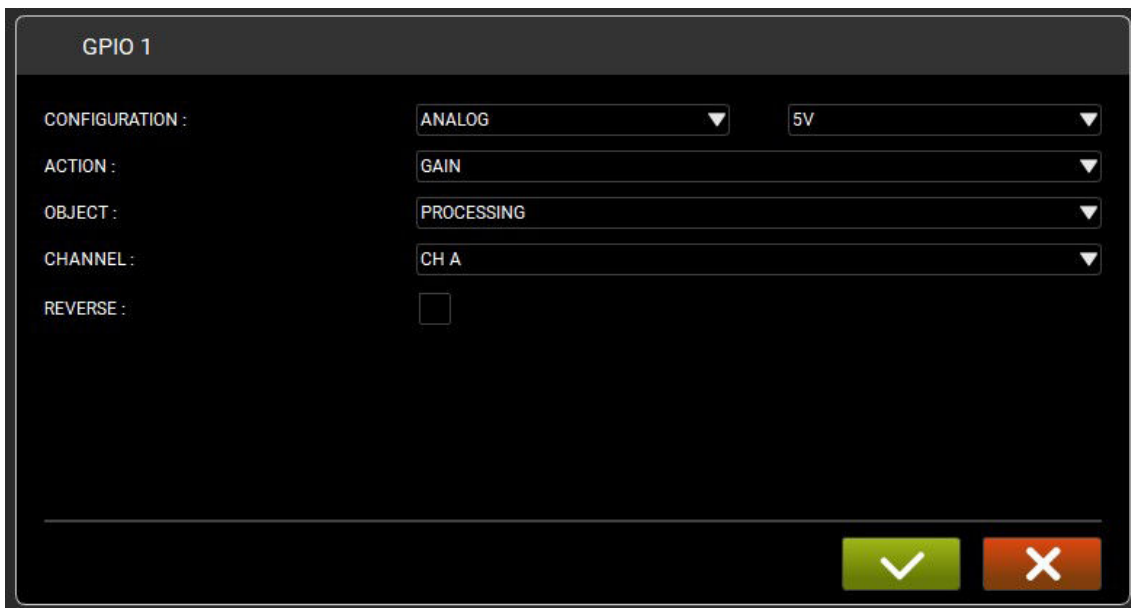 GPIO 1
CONFIGURATION : ANALOG 5V
ACTION : GAIN
OBJECT : PROCESSING
CHANNEL : CH A
REVERSE :